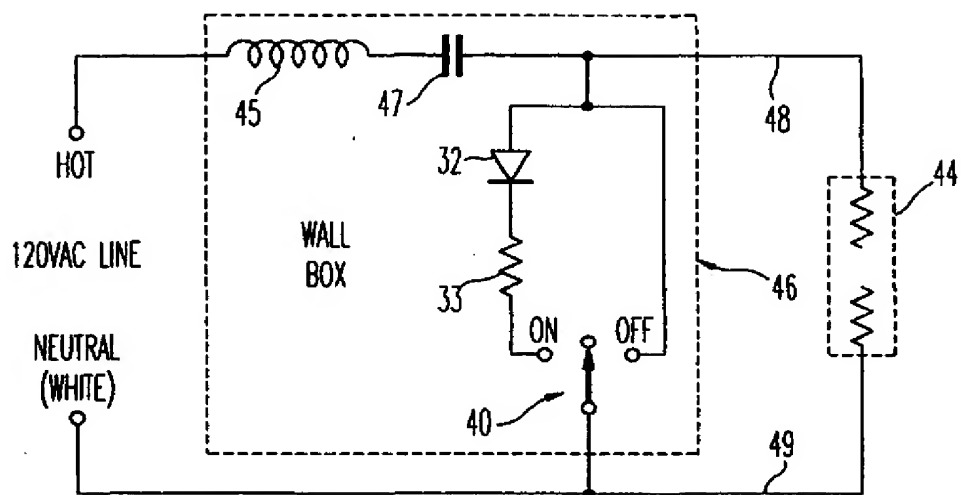 45
47
48
HOT
32
44
120VAC LINE
WALL
BOX
33
46
ON
OFF
NEUTRAL
(WHITE)
40
49